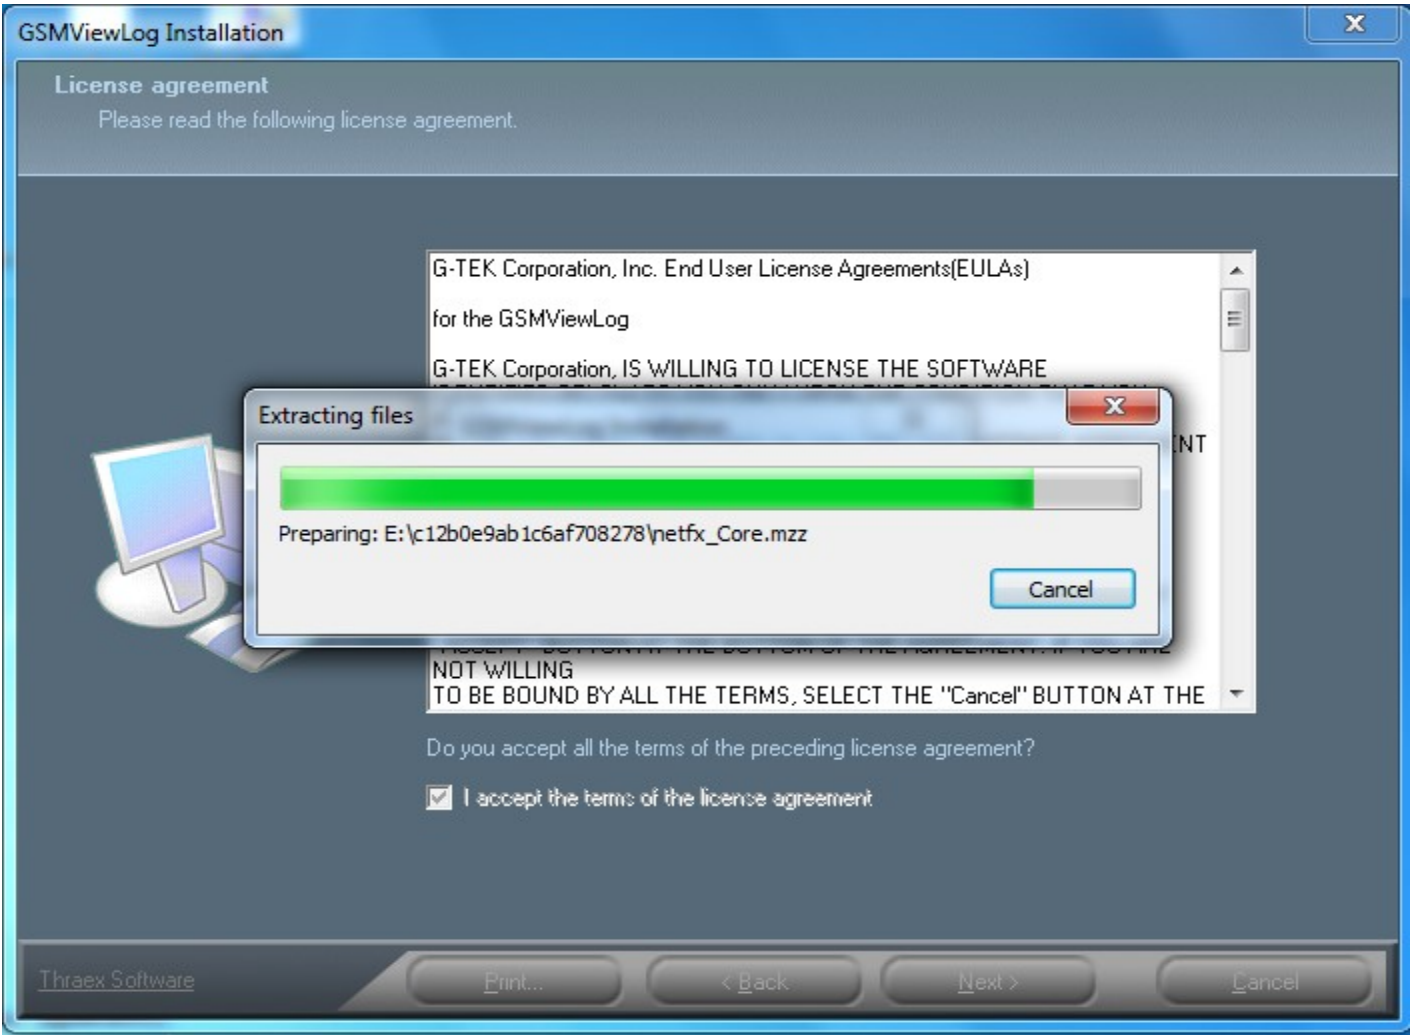 GSMViewLog Installation
License agreement
Please read the following license agreement.
G-TEK Corporation, Inc. End User License Agreements(EULAs)
for the GSMViewLog
G-TEK Corporation, IS WILLING TO LICENSE THE SOFTWARE
Extracting files
Preparing: E:\c12b0e9ab1c6af708278\netfx_Core.mzz
Cancel
NOT WILLING
TO BE BOUND BY ALL THE TERMS, SELECT THE "Cancel" BUTTON AT THE
Do you accept all the terms of the preceding license agreement?
I accept the terms of the license agreement
Thraex Software
Print...
< Back
Next >
Cancel